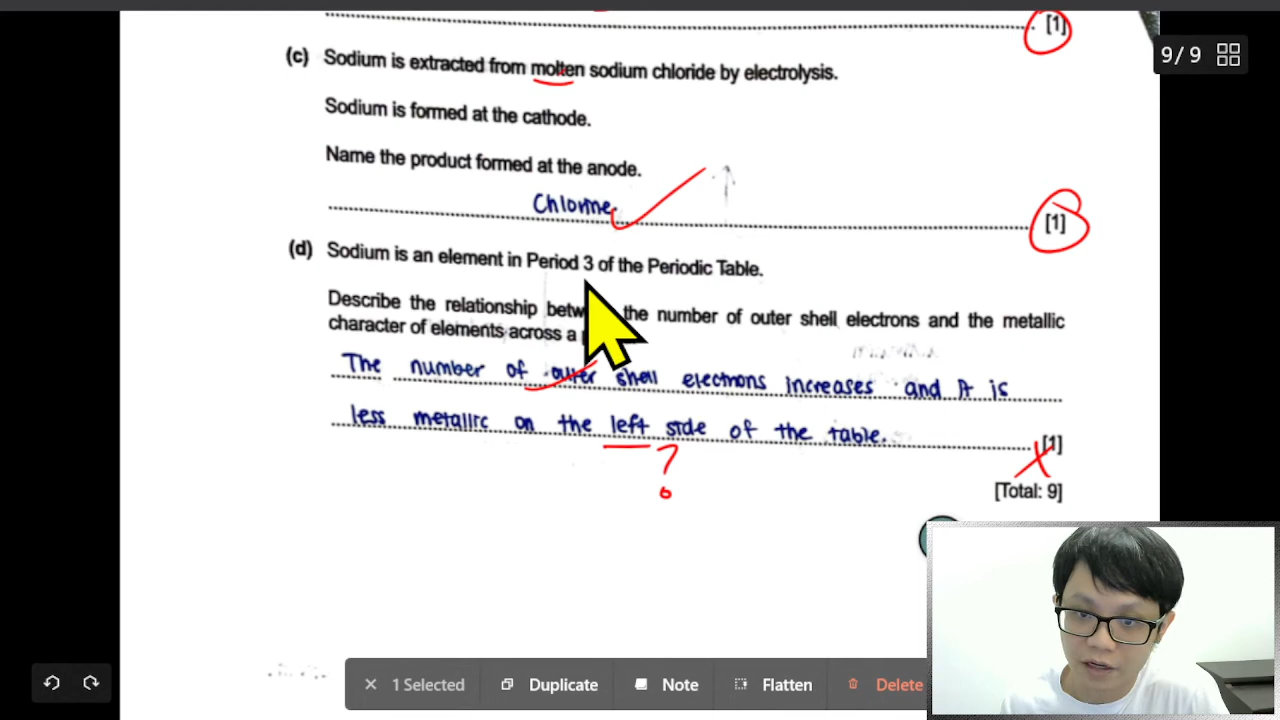 [1]
9/9
(c) Sodium is extracted from molten sodium chloride by electrolysis.
Sodium is formed at the cathode.
Name the product formed at the anode.
Chlorine.
[1]
(d) Sodium is an element in Period 3 of the Periodic Table.
Describe the relationship betw the number of outer shell electrons and the metallic
character of elements across a
The number of outer shell electrons increases and it is
less metallic on the left side of the table.
[1]
?
[Total: 9]
1 Selected Duplicate Note Flatten Delete